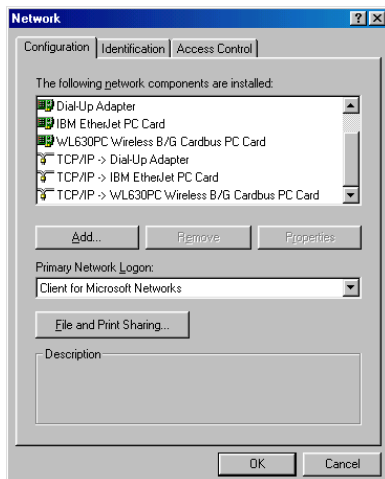 Network
Configuration Identification Access Control
The following network components are installed:
Dial-Up Adapter
IBM EtherJet PC Card
WL630PC Wireless B/G Cardbus PC Card
TCP/IP -> Dial-Up Adapter
TCP/IP -> IBM EtherJet PC Card
TCP/IP -> WL630PC Wireless B/G Cardbus PC Card
Add... Remove Properties
Primary Network Logon:
Client for Microsoft Networks
File and Print Sharing...
Description
OK Cancel